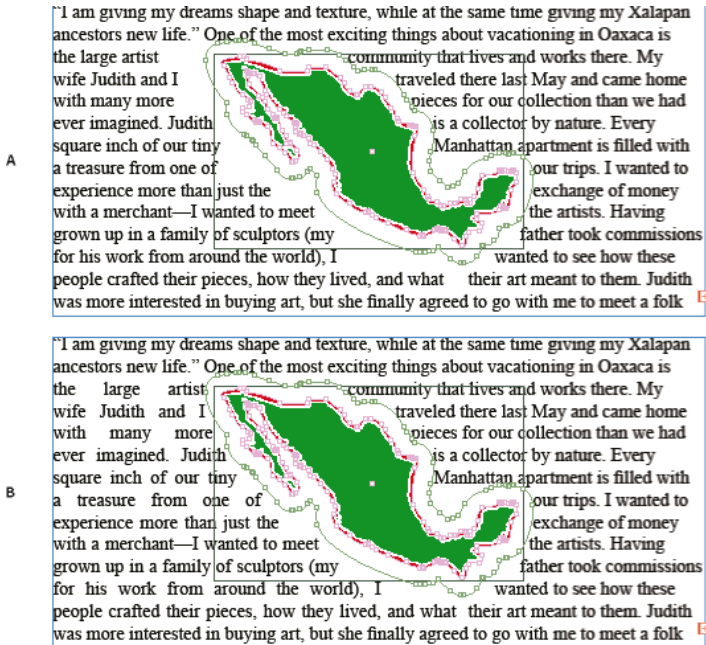 “I am giving my dreams shape and texture, while at the same time giving my Xalapan
ancestors new life.” One of the most exciting things about vacationing in Oaxaca is
the large artist community that lives and works there. My
wife Judith and I traveled there last May and came home
with many more pieces for our collection than we had
ever imagined. Judith is a collector by nature. Every
square inch of our tiny Manhattan apartment is filled with
A
a treasure from one of our trips. I wanted to
experience more than just the exchange of money
with a merchant—I wanted to meet the artists. Having
grown up in a family of sculptors (my father took commissions
for his work from around the world), I wanted to see how these
people crafted their pieces, how they lived, and what their art meant to them. Judith
was more interested in buying art, but she finally agreed to go with me to meet a folk
“I am giving my dreams shape and texture, while at the same time giving my Xalapan
ancestors new life.” One of the most exciting things about vacationing in Oaxaca is
the large artist community that lives and works there. My
wife Judith and I traveled there last May and came home
with many more pieces for our collection than we had
ever imagined. Judith is a collector by nature. Every
square inch of our tiny Manhattan apartment is filled with
B
a treasure from one of our trips. I wanted to
experience more than just the exchange of money
with a merchant—I wanted to meet the artists. Having
grown up in a family of sculptors (my father took commissions
for his work from around the world), I wanted to see how these
people crafted their pieces, how they lived, and what their art meant to them. Judith
was more interested in buying art, but she finally agreed to go with me to meet a folk